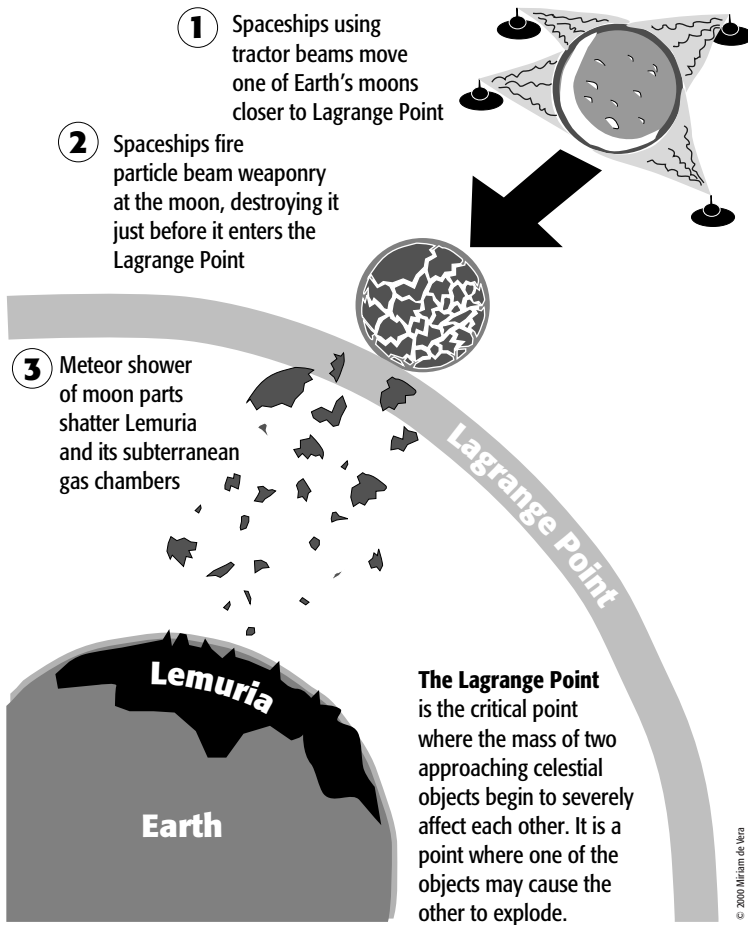 1
Spaceships using
tractor beams move
one of Earth’s moons
closer to Lagrange Point
2
Spaceships fire
particle beam weaponry
at the moon, destroying it
just before it enters the
Lagrange Point
3
Meteor shower
of moon parts
shatter Lemuria
and its subterranean
gas chambers
Lagrange Point
Lemuria
Earth
The Lagrange Point
is the critical point
where the mass of two
approaching celestial
objects begin to severely
affect each other. It is a
point where one of the
objects may cause the
other to explode.
© 2000 Miriam de Vera